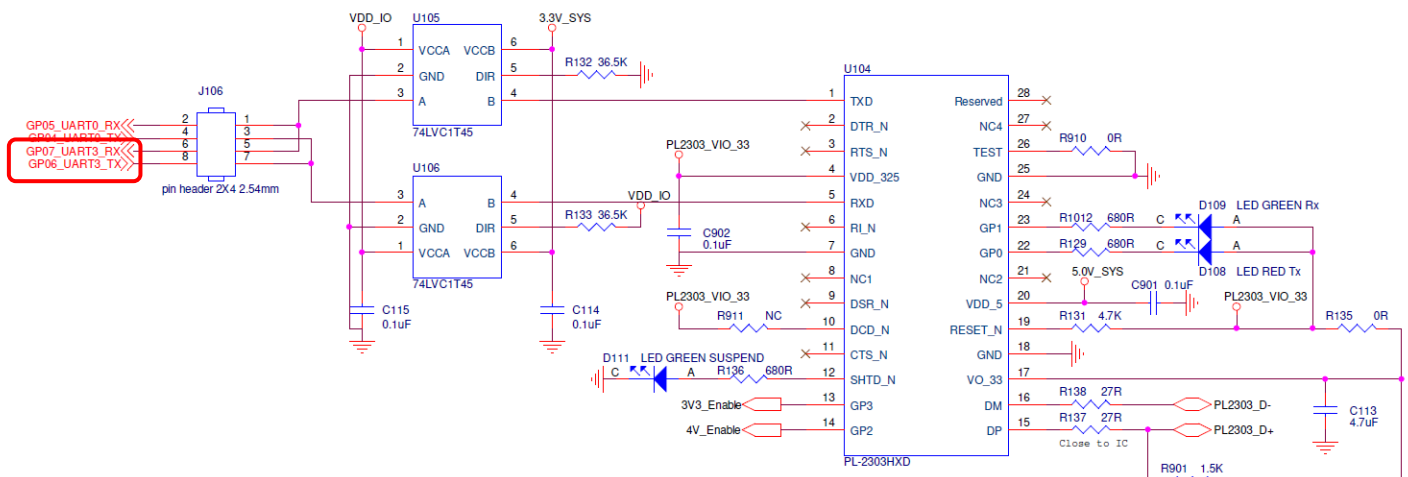 VDD_IO
U105
3.3V_SYS
1 VCCA VCCB 6
2 GND DIR 5
3 A B 4
74LVC1T45
R132 36.5K
J106
GP05_UART0_RX 2 1
GP04_UART0_TX 4 3
GP07_UART3_RX 6 5
GP06_UART3_TX 8 7
pin header 2X4 2.54mm
U106
3 A B 4
2 GND DIR 5
1 VCCA VCCB 6
74LVC1T45
R133 36.5K
VDD_IO
C115
0.1uF
C114
0.1uF
PL2303_VIO_33
C902
0.1uF
PL2303_VIO_33
R911 NC
D111 LED GREEN SUSPEND
C A R136 680R
3V3_Enable
4V_Enable
U104
1 TXD Reserved 28
2 DTR_N NC4 27
3 RTS_N TEST 26
4 VDD_325 GND 25
5 RXD NC3 24
6 RI_N GP1 23
7 GND GP0 22
8 NC1 NC2 21
9 DSR_N VDD_5 20
10 DCD_N RESET_N 19
11 CTS_N GND 18
12 SHTD_N VO_33 17
13 GP3 DM 16
14 GP2 DP 15
PL-2303HXD
R910 0R
D109 LED GREEN Rx
R1012 680R C A
R129 680R C A
D108 LED RED Tx
5.0V_SYS
C901 0.1uF
PL2303_VIO_33
R131 4.7K
R135 0R
R138 27R
PL2303_D-
R137 27R
PL2303_D+
Close to IC
C113
4.7uF
R901 1.5K